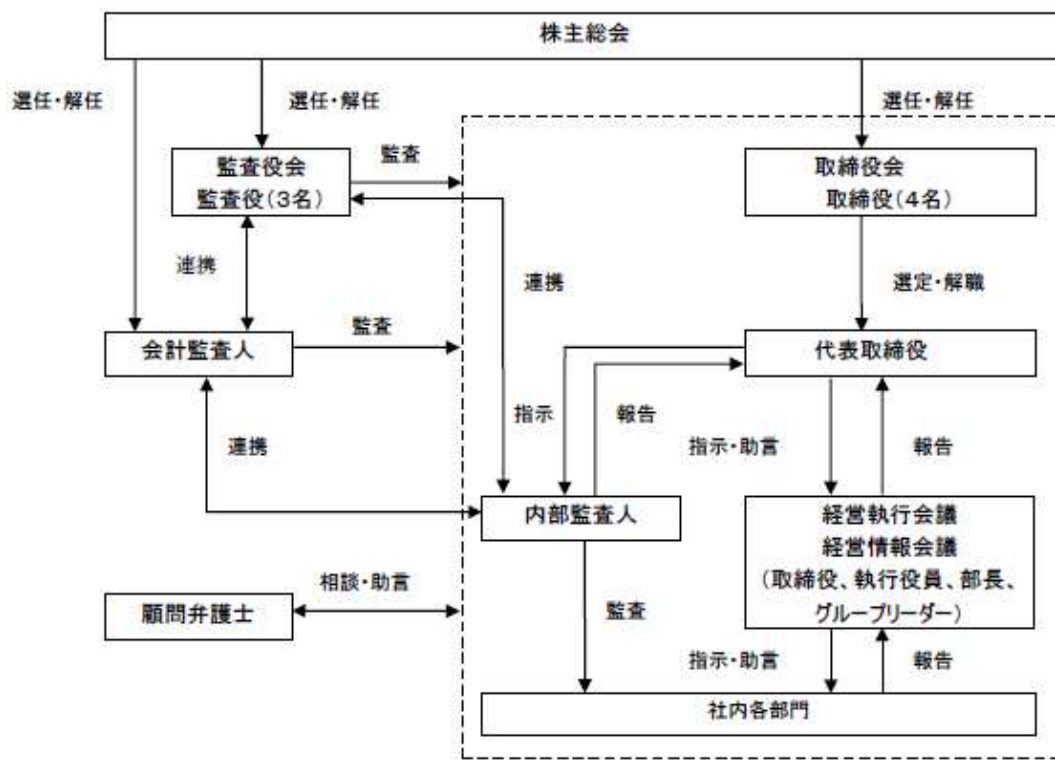 株主総会
選任・解任
選任・解任
選任・解任
監査役会
監査役(3名)
監査
取締役会
取締役(4名)
連携
連携
選定・解職
会計監査人
監査
代表取締役
連携
指示
報告
指示・助言
報告
内部監査人
経営執行会議
経営情報会議
(取締役、執行役員、部長、
グループリーダー)
相談・助言
顧問弁護士
監査
指示・助言
報告
社内各部門